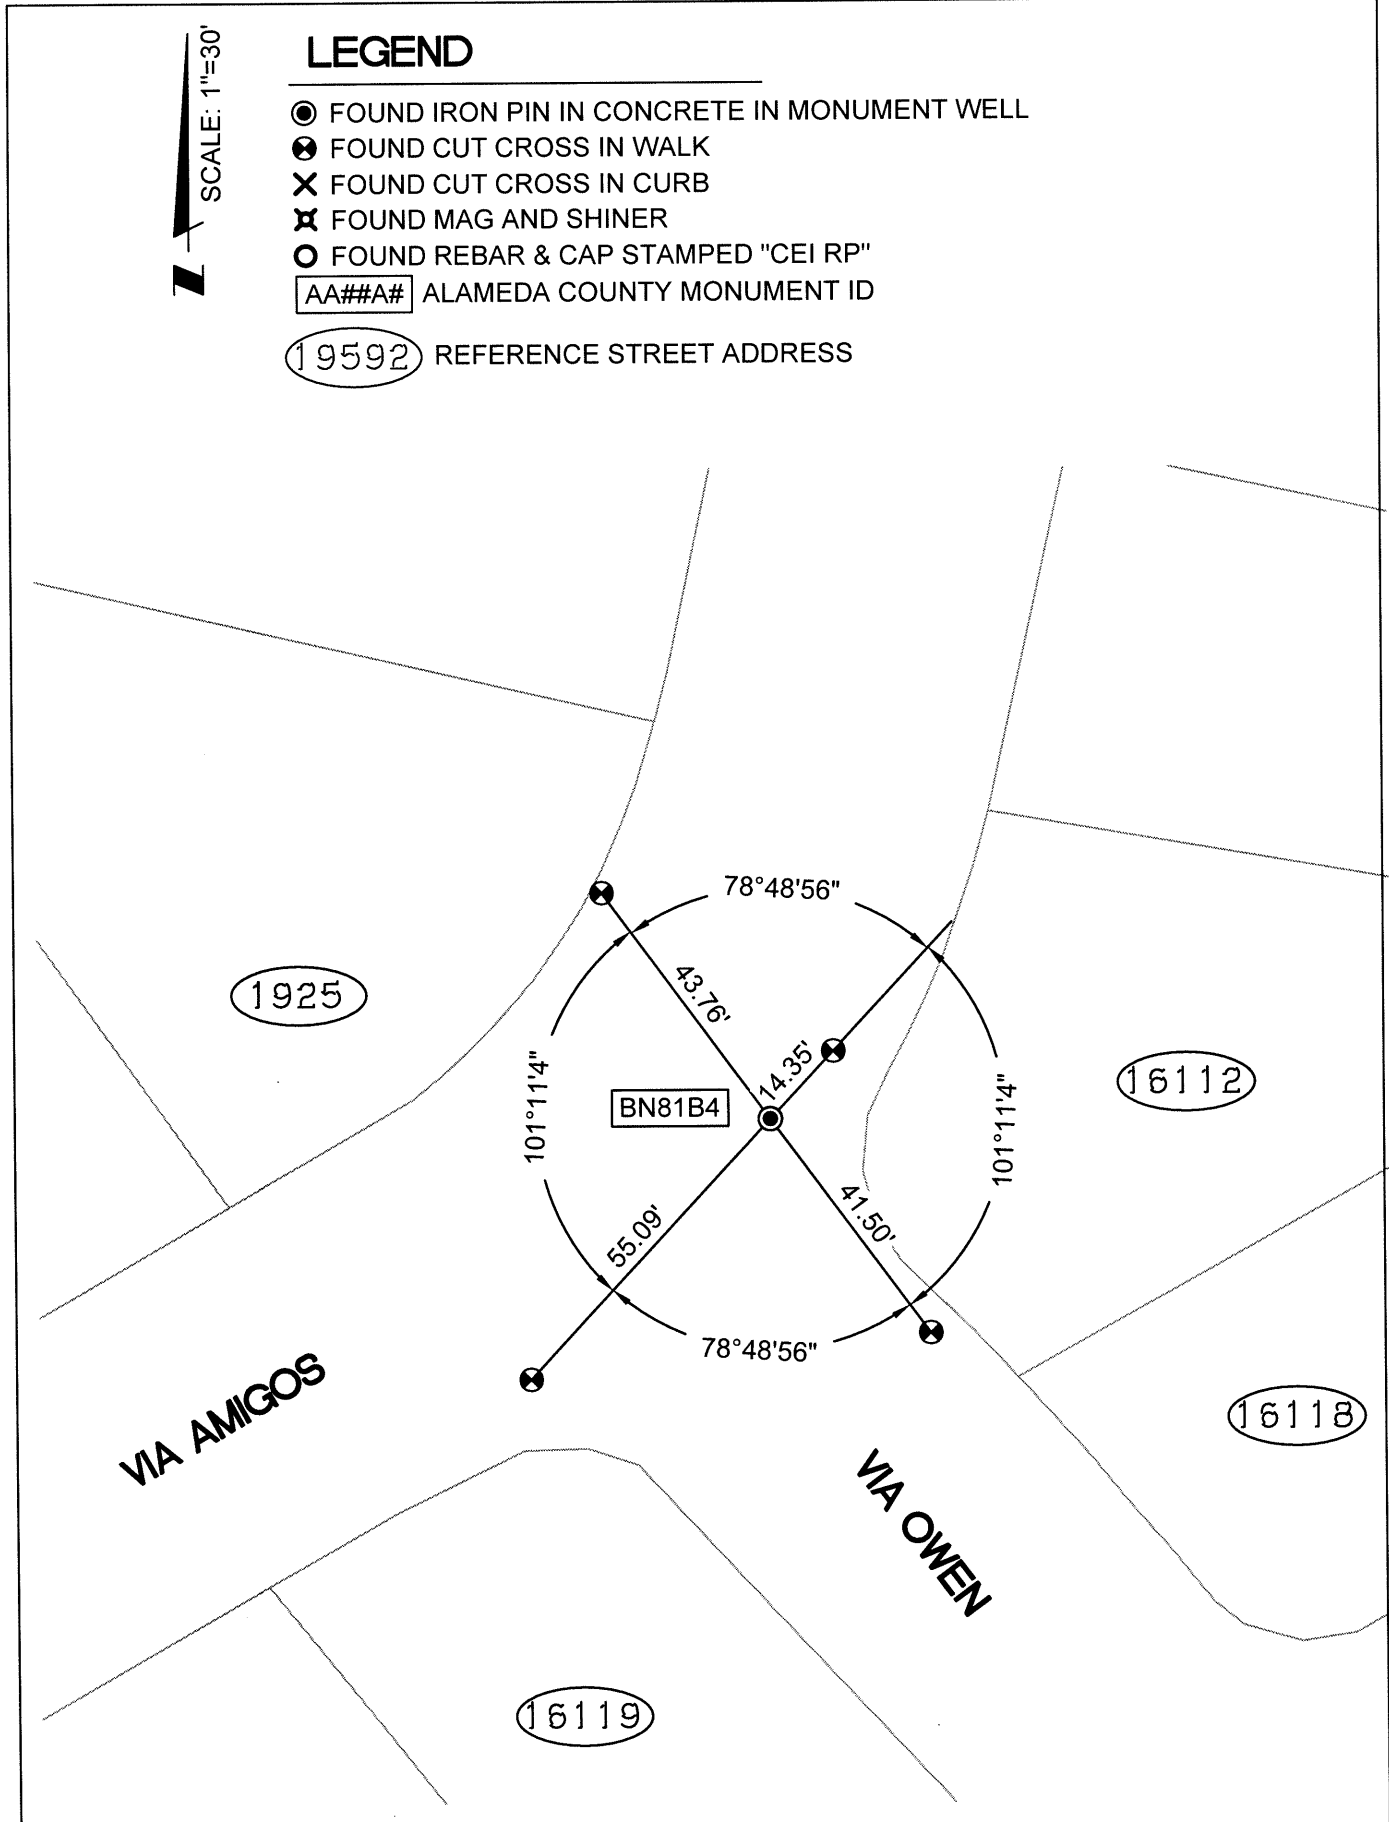 SCALE: 1"=30'
LEGEND
FOUND IRON PIN IN CONCRETE IN MONUMENT WELL
FOUND CUT CROSS IN WALK
FOUND CUT CROSS IN CURB
FOUND MAG AND SHINER
FOUND REBAR & CAP STAMPED "CEI RP"
AA##A# ALAMEDA COUNTY MONUMENT ID
19592 REFERENCE STREET ADDRESS
78°48'56"
1925
43.76'
14.35'
101°11'4"
BN81B4
101°11'4"
16112
41.50'
55.09'
78°48'56"
VIA AMIGOS
16118
VIA OWEN
16119